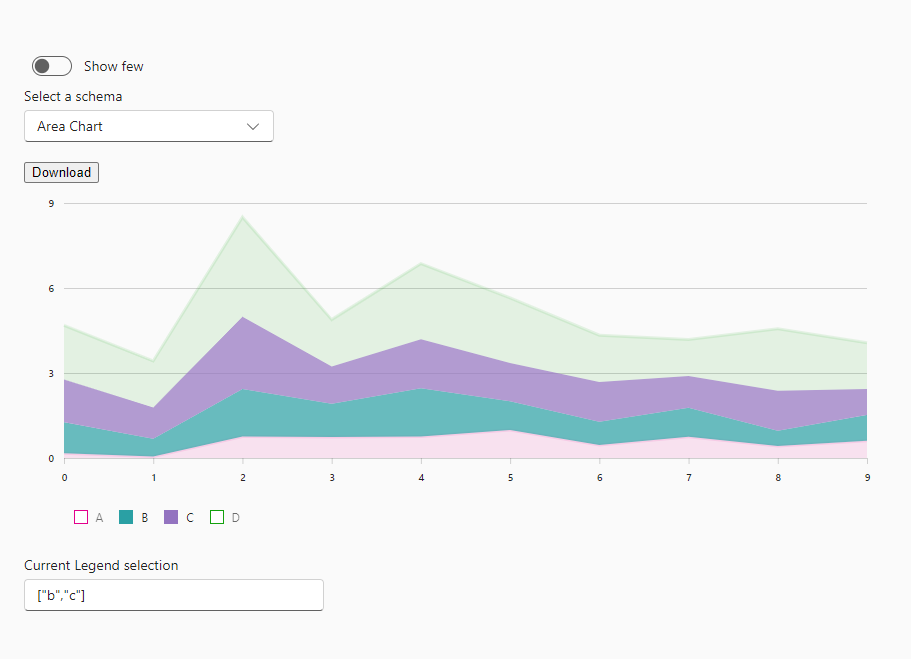 Show few
Select a schema
Area Chart
Download
9
6
3
0
0 1 2 3 4 5 6 7 8 9
A B C D
Current Legend selection
["b","c"]